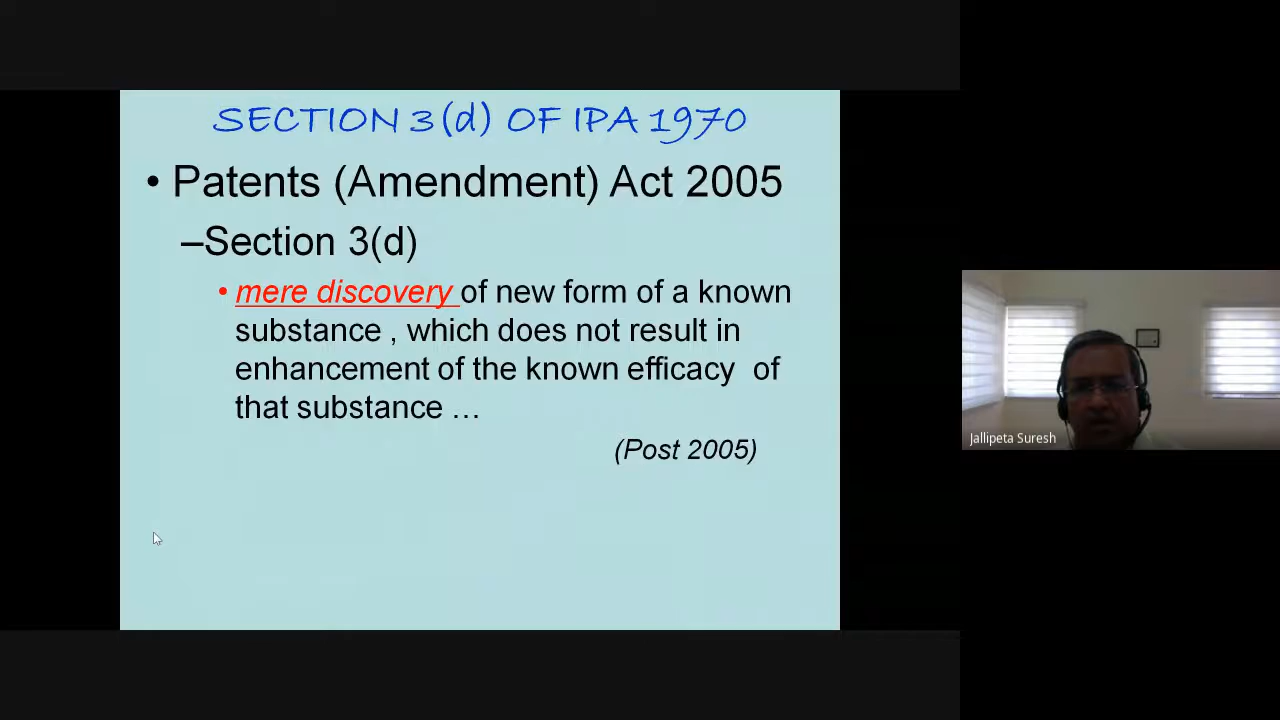 SECTION 3(d) OF IPA 1970
• Patents (Amendment) Act 2005
–Section 3(d)
• mere discovery of new form of a known
substance , which does not result in
enhancement of the known efficacy of
that substance ...
(Post 2005)
Jallipeta Suresh